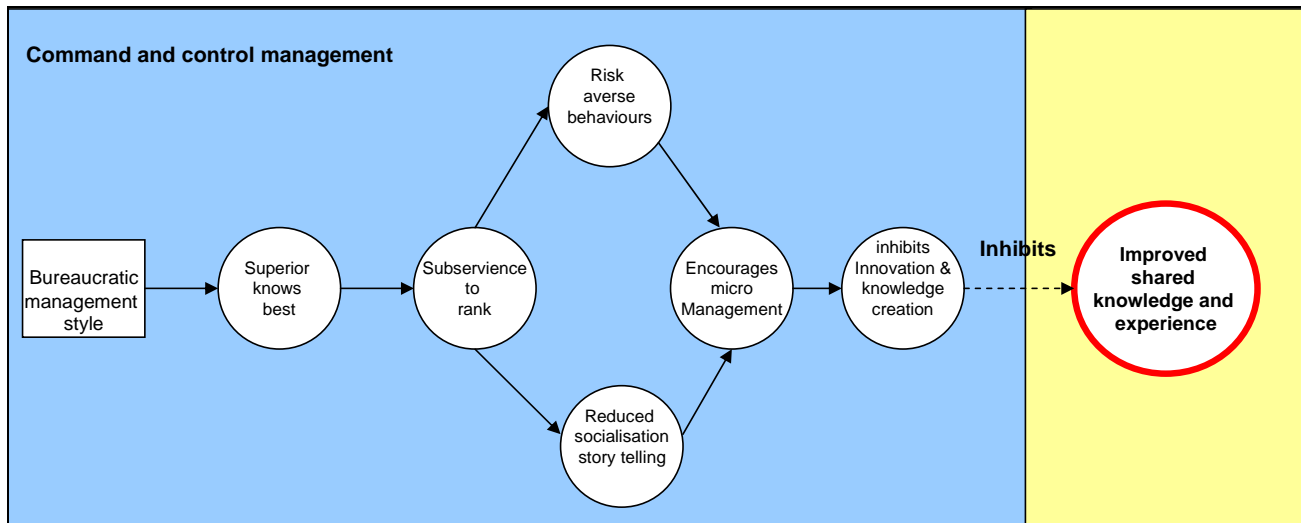 Command and control management
Risk
averse
behaviours
Bureaucratic
management
style
Superior
knows
best
Subservience
to
rank
Encourages
micro
Management
inhibits
Innovation &
knowledge
creation
Inhibits
Improved
shared
knowledge and
experience
Reduced
socialisation
story telling